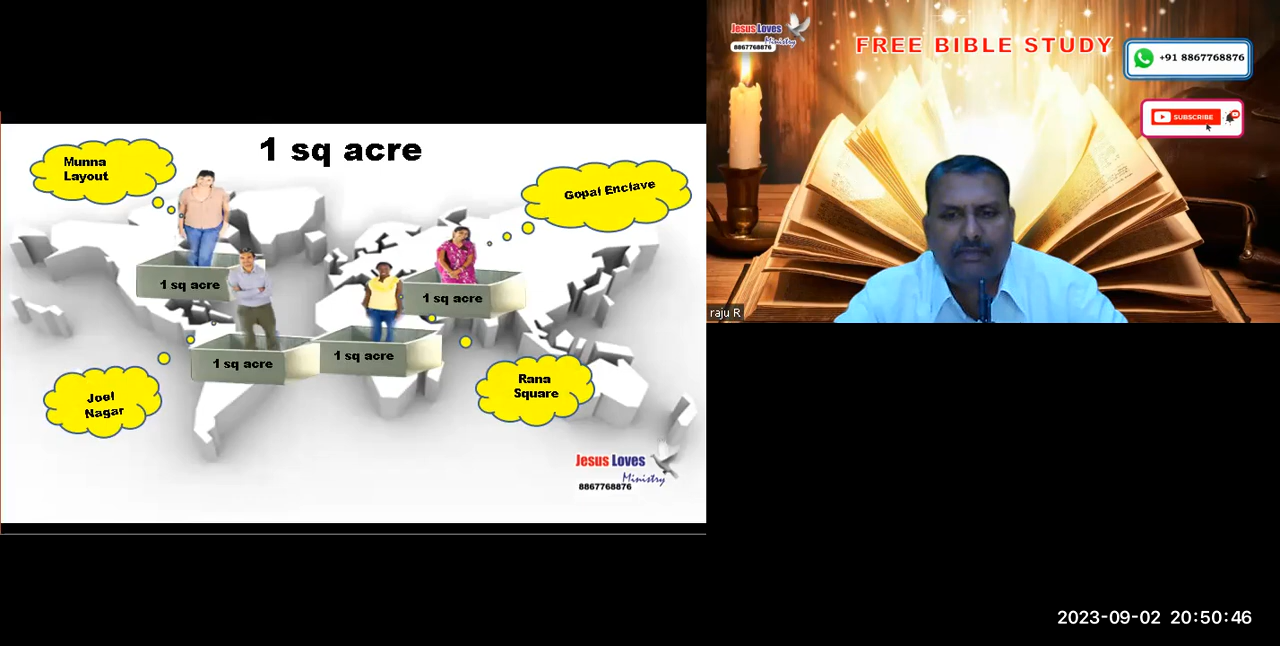 1 sq acre
Munna
Layout
Gopal Enclave
1 sq acre
1 sq acre
1 sq acre
1 sq acre
Joel
Nagar
Rana
Square
Jesus Loves
Ministry
8867768876
Jesus Loves
Ministry
8867768876
FREE BIBLE STUDY
+91 8867768876
SUBSCRIBE
raju R
2023-09-02 20:50:46